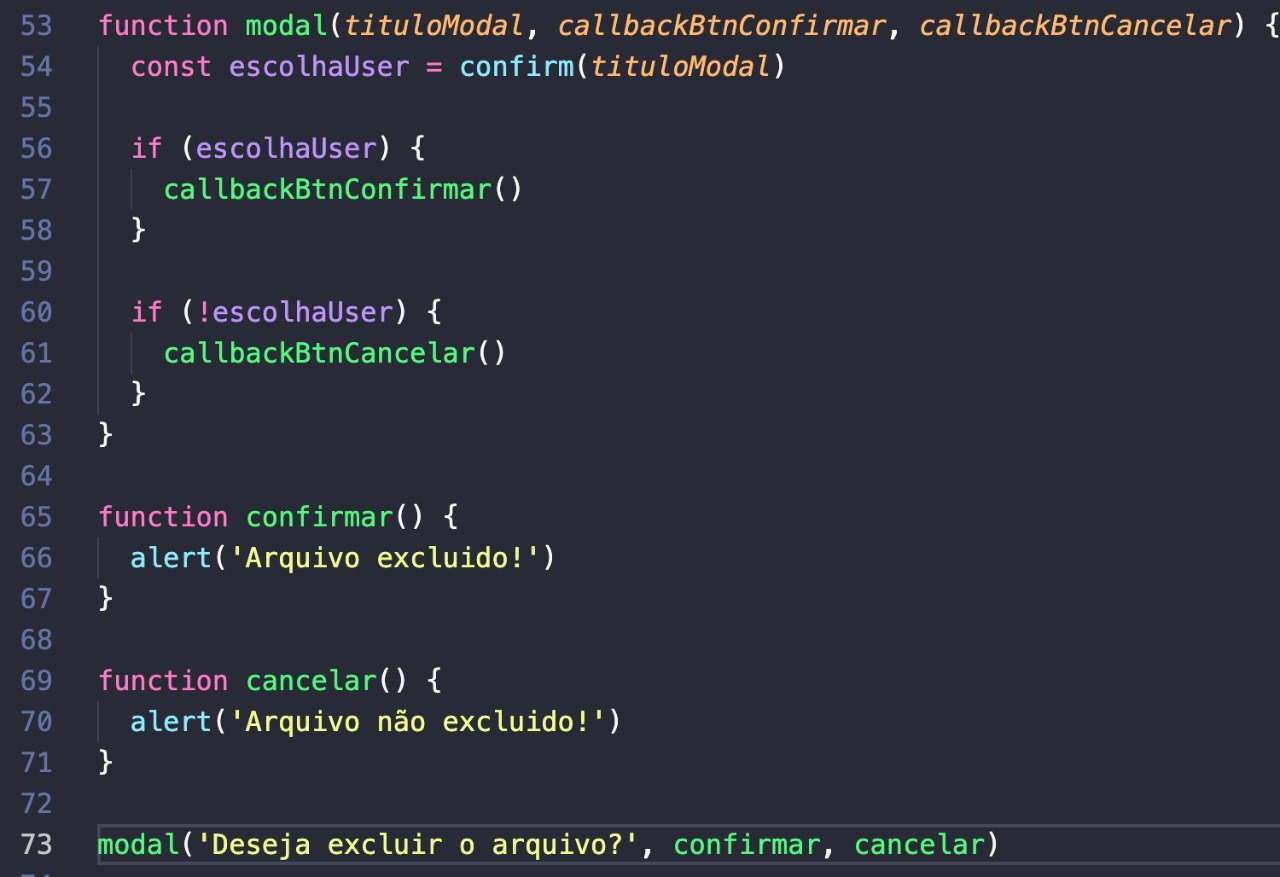 53 function modal(tituloModal, callbackBtnConfirmar, callbackBtnCancelar) {
54 const escolhaUser = confirm(tituloModal)
55
56 if (escolhaUser) {
57 callbackBtnConfirmar()
58 }
59
60 if (!escolhaUser) {
61 callbackBtnCancelar()
62 }
63 }
64
65 function confirmar() {
66 alert('Arquivo excluido!')
67 }
68
69 function cancelar() {
70 alert('Arquivo não excluido!')
71 }
72
73 modal('Deseja excluir o arquivo?', confirmar, cancelar)